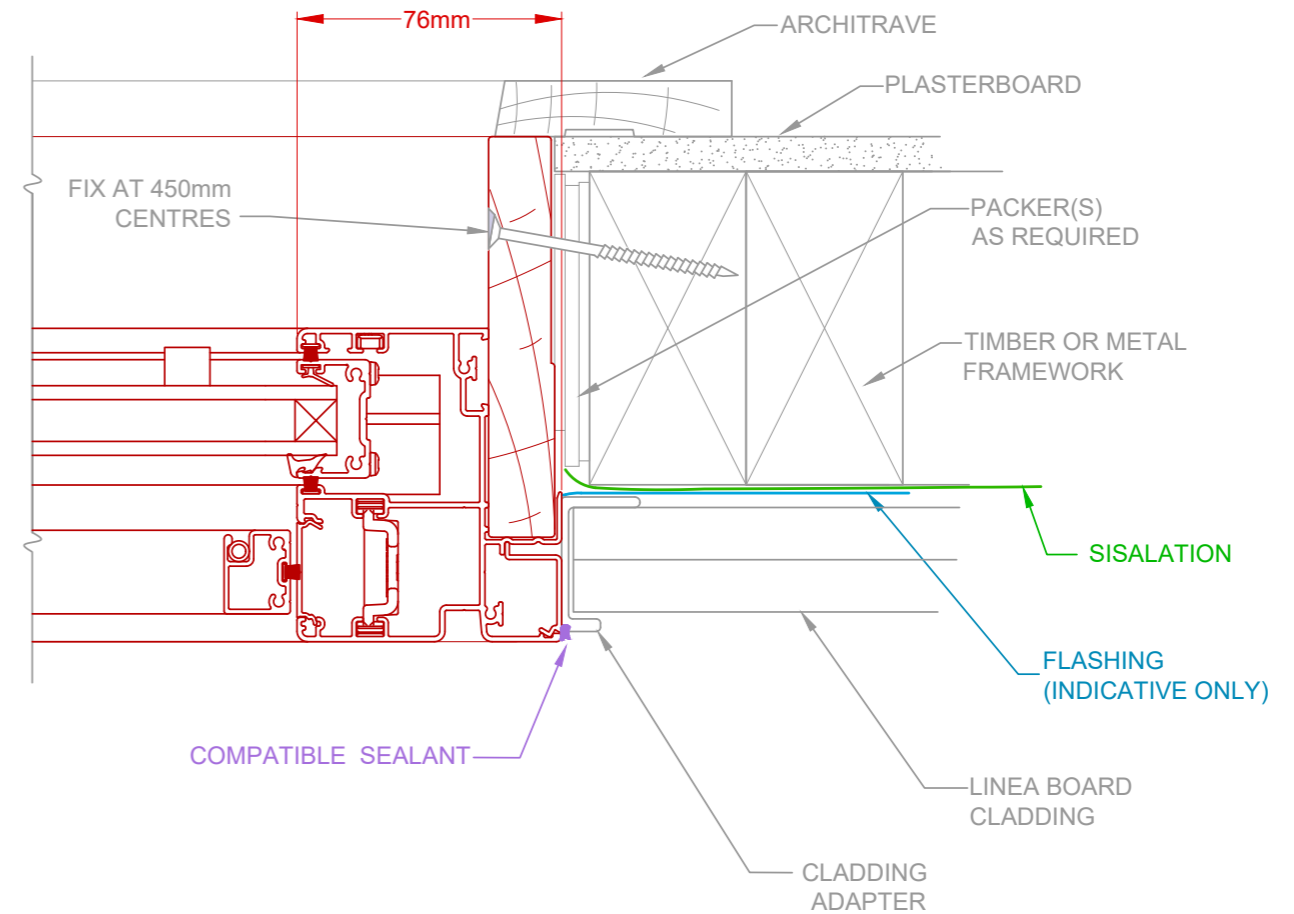 76mm
ARCHITRAVE
PLASTERBOARD
FIX AT 450mm
CENTRES
PACKER(S)
AS REQUIRED
TIMBER OR METAL
FRAMEWORK
SISALATION
FLASHING
(INDICATIVE ONLY)
COMPATIBLE SEALANT
LINEA BOARD
CLADDING
CLADDING
ADAPTER